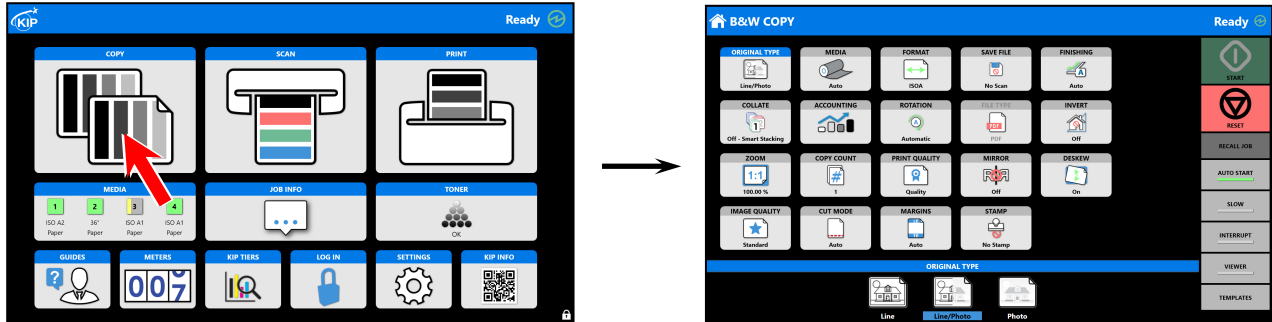 KIP
Ready
COPY
SCAN
PRINT
MEDIA
1 2 3 4
ISO A2 36" ISO A1 ISO A1
Paper Paper Paper Paper
JOB INFO
TONER
OK
GUIDES
METERS
KIP TIERS
LOG IN
SETTINGS
KIP INFO
?
007
B&W COPY
Ready
ORIGINAL TYPE
Line/Photo
MEDIA
Auto
FORMAT
ISOA
SAVE FILE
No Scan
FINISHING
Auto
COLLATE
1
Off - Smart Stacking
ACCOUNTING
ROTATION
A
Automatic
FILE TYPE
PDF
PDF
INVERT
Off
ZOOM
1:1
100.00 %
COPY COUNT
#
1
PRINT QUALITY
Quality
MIRROR
Off
DESKEW
On
IMAGE QUALITY
Standard
CUT MODE
Auto
MARGINS
Auto
STAMP
No Stamp
ORIGINAL TYPE
Line
Line/Photo
Photo
START
RESET
RECALL JOB
AUTO START
SLOW
INTERRUPT
VIEWER
TEMPLATES